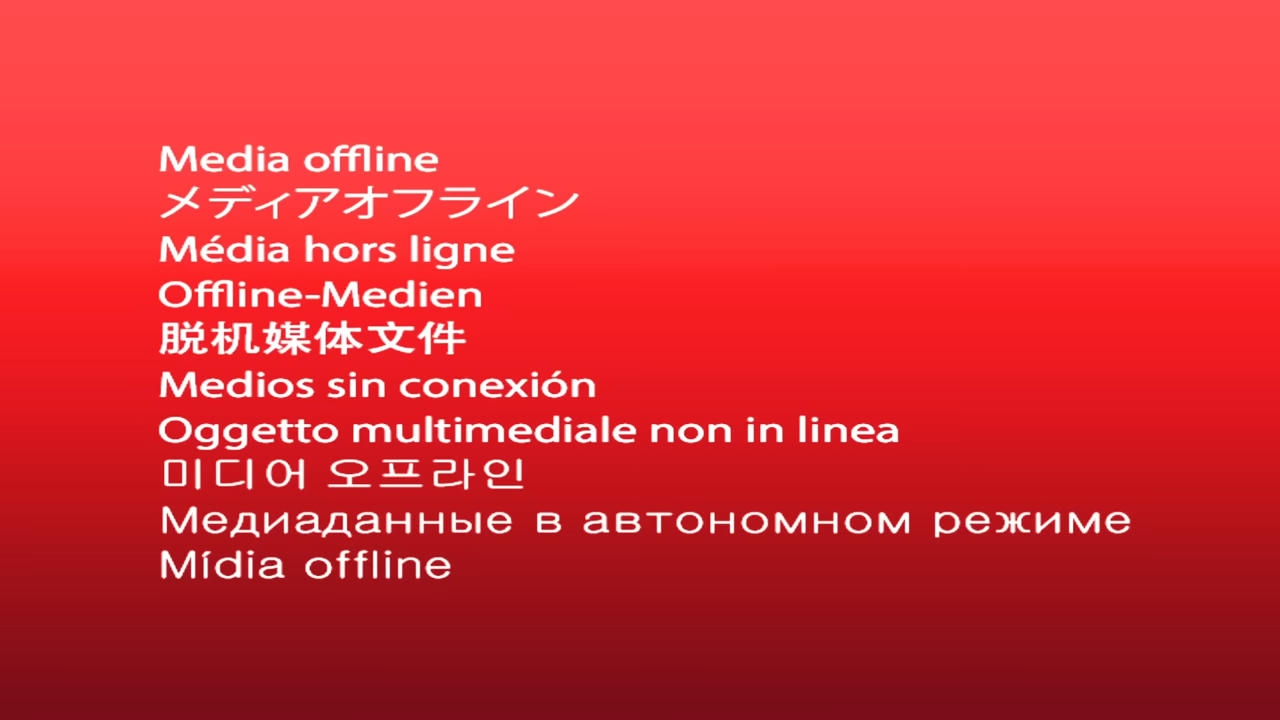 Media offline
メディアオフライン
Média hors ligne
Offline-Medien
脱机媒体文件
Medios sin conexión
Oggetto multimediale non in linea
미디어 오프라인
Медиаданные в автономном режиме
Mídia offline